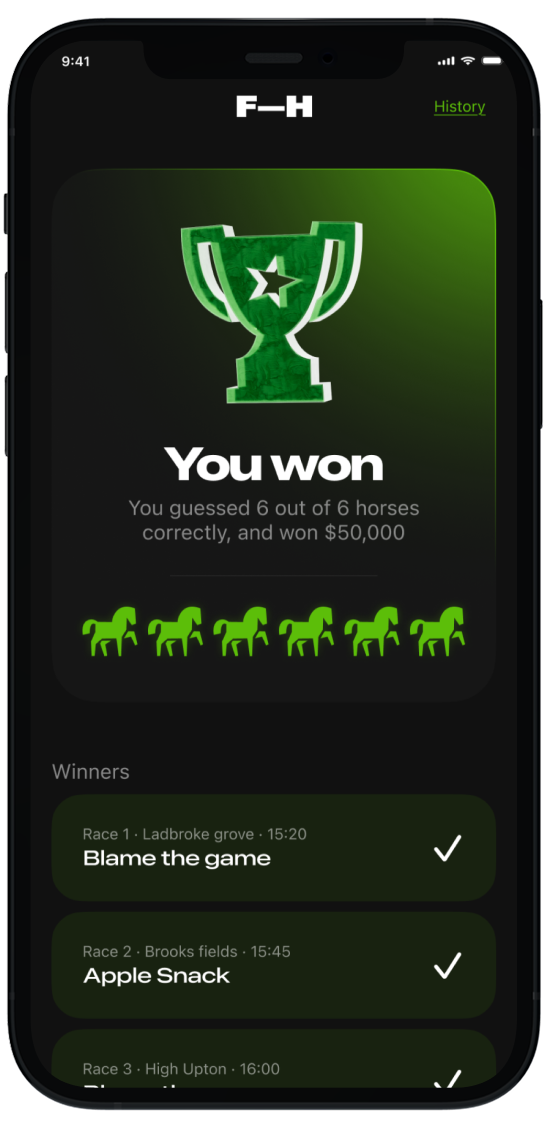 9:41
F—H
History
You won
You guessed 6 out of 6 horses
correctly, and won $50,000
Winners
Race 1 · Ladbroke grove · 15:20
Blame the game
Race 2 · Brooks fields · 15:45
Apple Snack
Race 3 · High Upton · 16:00